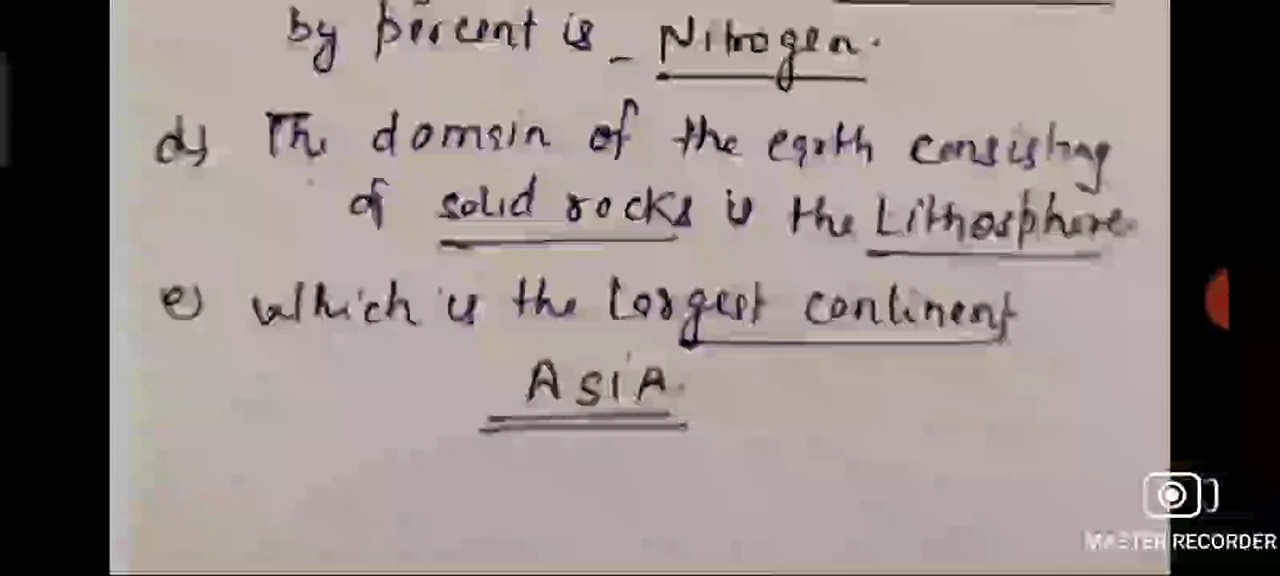 by percent is - Nitrogen.
d) The domain of the earth consisting
of solid rocks is the Lithosphere
e) which is the largest continent
ASIA.
MASTER RECORDER